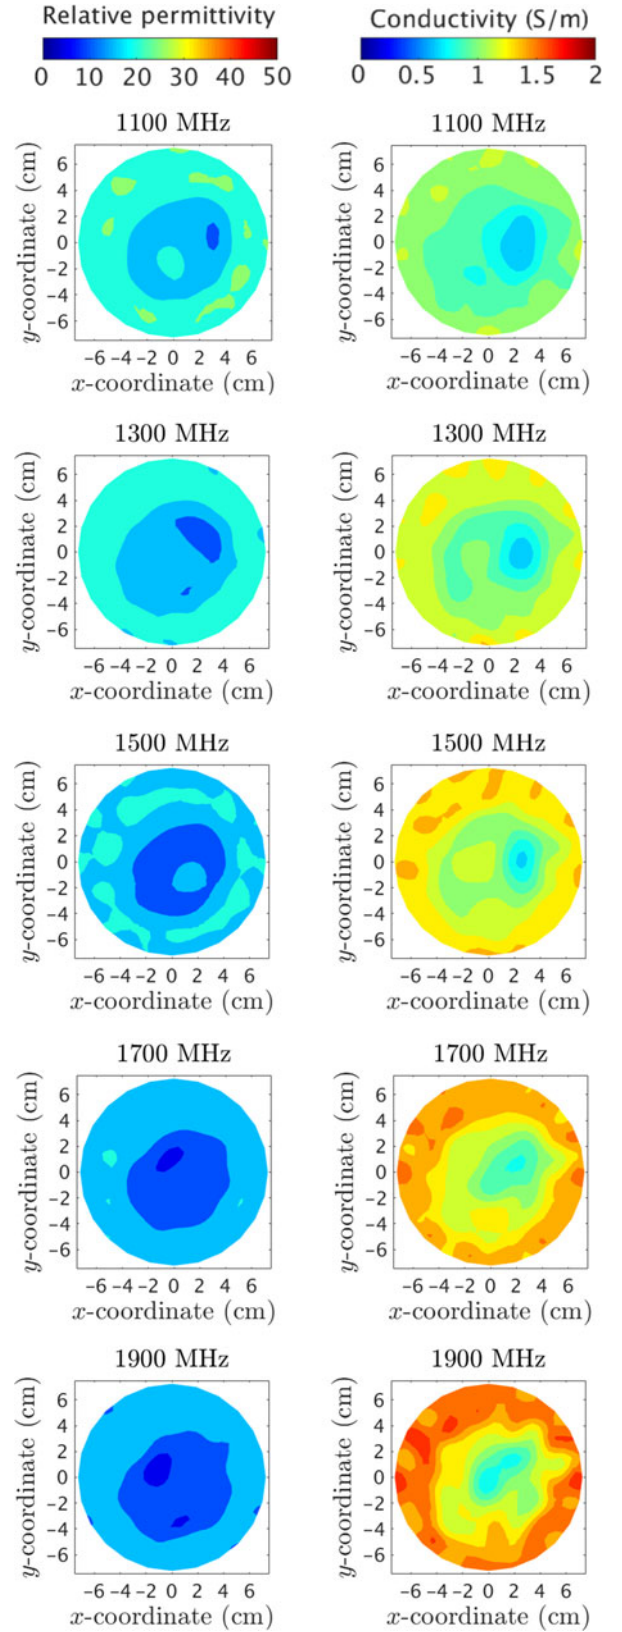 Relative permittivity Conductivity (S/m)
0 10 20 30 40 50 0 0.5 1 1.5 2
1100 MHz 1100 MHz
6 6
4 4
2 2
0 0
−2 −2
−4 −4
−6 −6
y-coordinate (cm) y-coordinate (cm)
−6 −4 −2 0 2 4 6 −6 −4 −2 0 2 4 6
x-coordinate (cm) x-coordinate (cm)
1300 MHz 1300 MHz
6 6
4 4
2 2
0 0
−2 −2
−4 −4
−6 −6
y-coordinate (cm) y-coordinate (cm)
−6 −4 −2 0 2 4 6 −6 −4 −2 0 2 4 6
x-coordinate (cm) x-coordinate (cm)
1500 MHz 1500 MHz
6 6
4 4
2 2
0 0
−2 −2
−4 −4
−6 −6
y-coordinate (cm) y-coordinate (cm)
−6 −4 −2 0 2 4 6 −6 −4 −2 0 2 4 6
x-coordinate (cm) x-coordinate (cm)
1700 MHz 1700 MHz
6 6
4 4
2 2
0 0
−2 −2
−4 −4
−6 −6
y-coordinate (cm) y-coordinate (cm)
−6 −4 −2 0 2 4 6 −6 −4 −2 0 2 4 6
x-coordinate (cm) x-coordinate (cm)
1900 MHz 1900 MHz
6 6
4 4
2 2
0 0
−2 −2
−4 −4
−6 −6
y-coordinate (cm) y-coordinate (cm)
−6 −4 −2 0 2 4 6 −6 −4 −2 0 2 4 6
x-coordinate (cm) x-coordinate (cm)